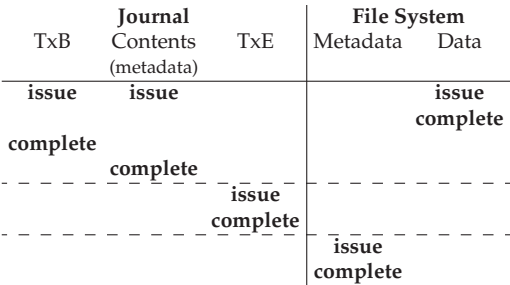 Journal File System
TxB Contents TxE Metadata Data
(metadata)
issue issue issue
complete
complete
complete
issue
complete
issue
complete